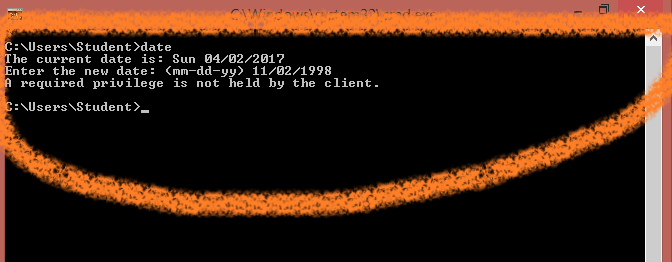 C:\Windows\system32\cmd.exe
C:\Users\Student>date
The current date is: Sun 04/02/2017
Enter the new date: (mm-dd-yy) 11/02/1998
A required privilege is not held by the client.
C:\Users\Student>_